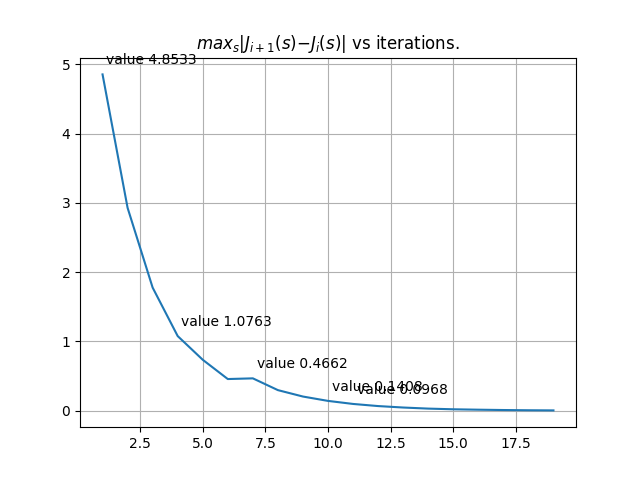 max_s|J_{i+1}(s)−J_i(s)| vs iterations.
value 4.8533
5
4
3
2
value 1.0763
1
value 0.4662
value 0.1408
value 0.0968
0
2.5 5.0 7.5 10.0 12.5 15.0 17.5